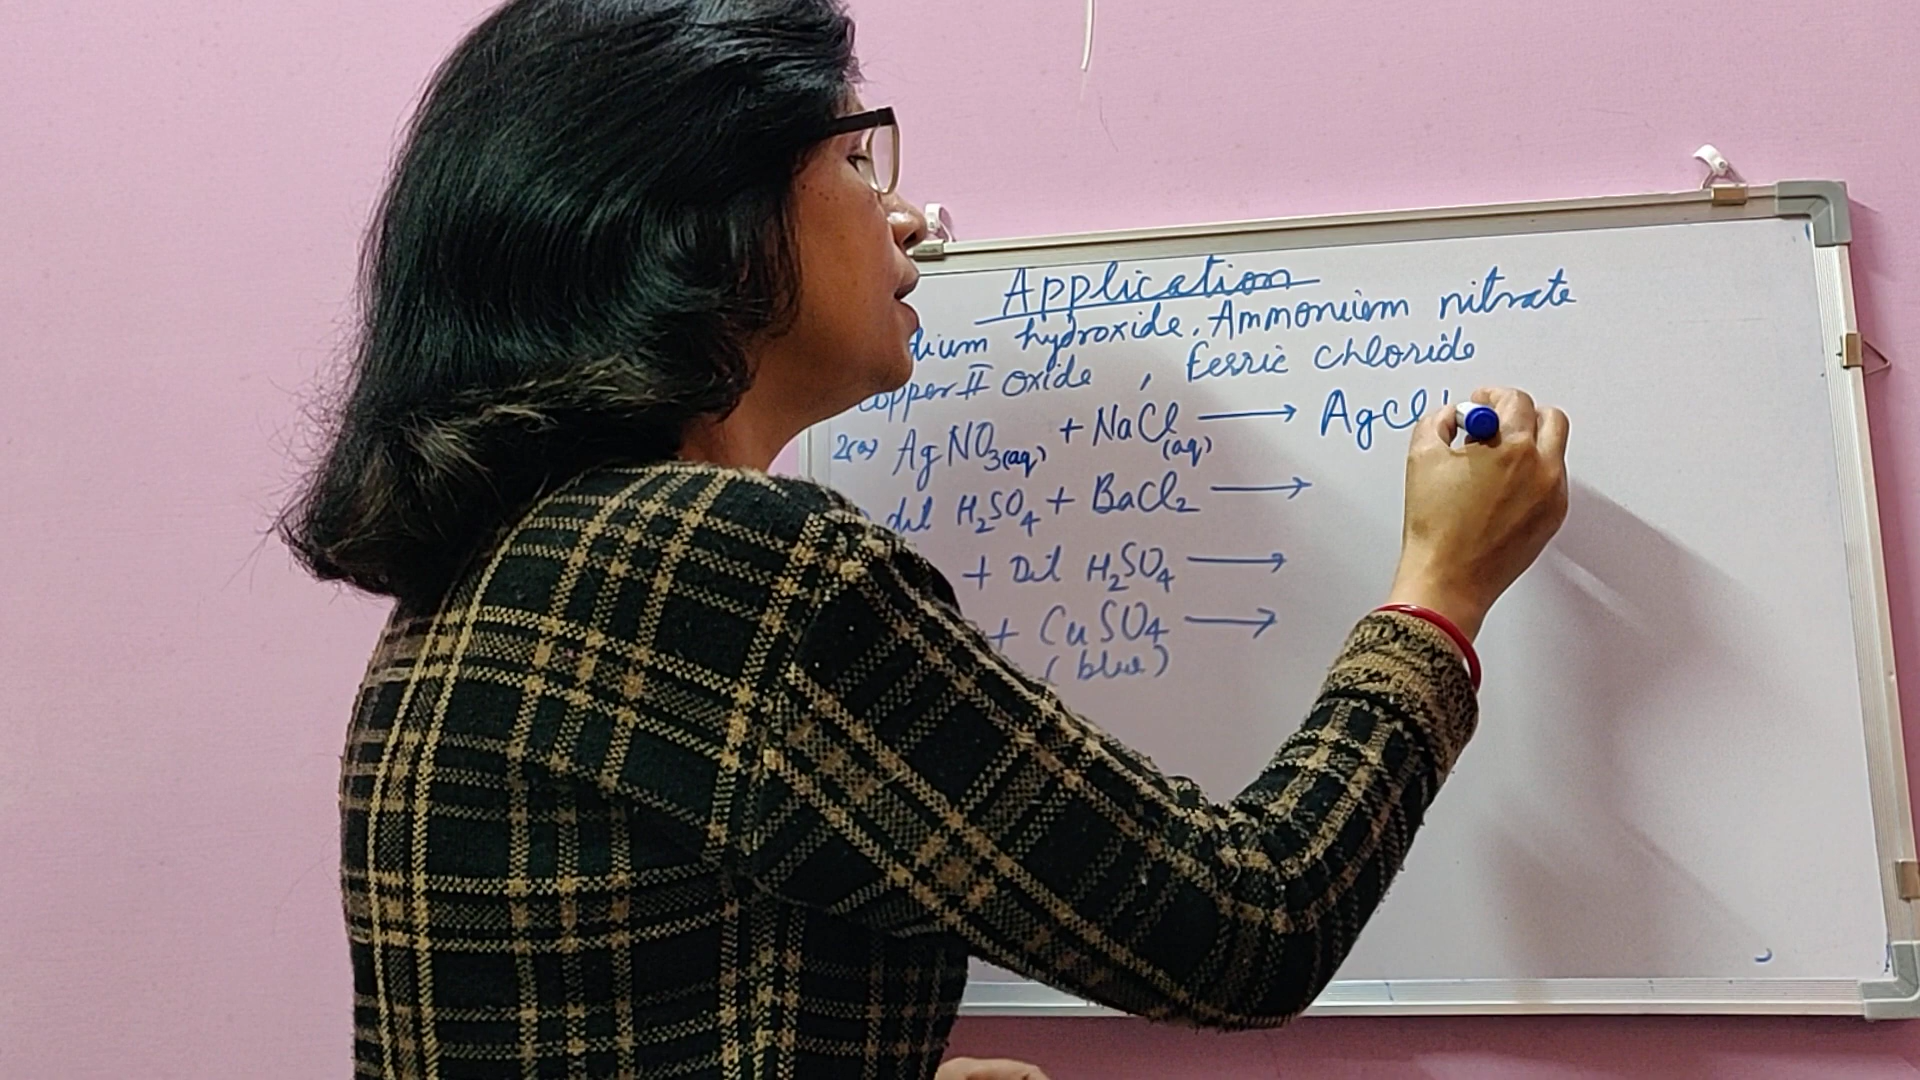 Application
dium hydroxide, Ammonium nitrate
Copper II oxide , Ferric chloride
2(a) AgNO3(aq) + NaCl(aq) → AgCl
dil H2SO4 + BaCl2 →
+ Dil H2SO4 →
+ CuSO4 →
(blue)